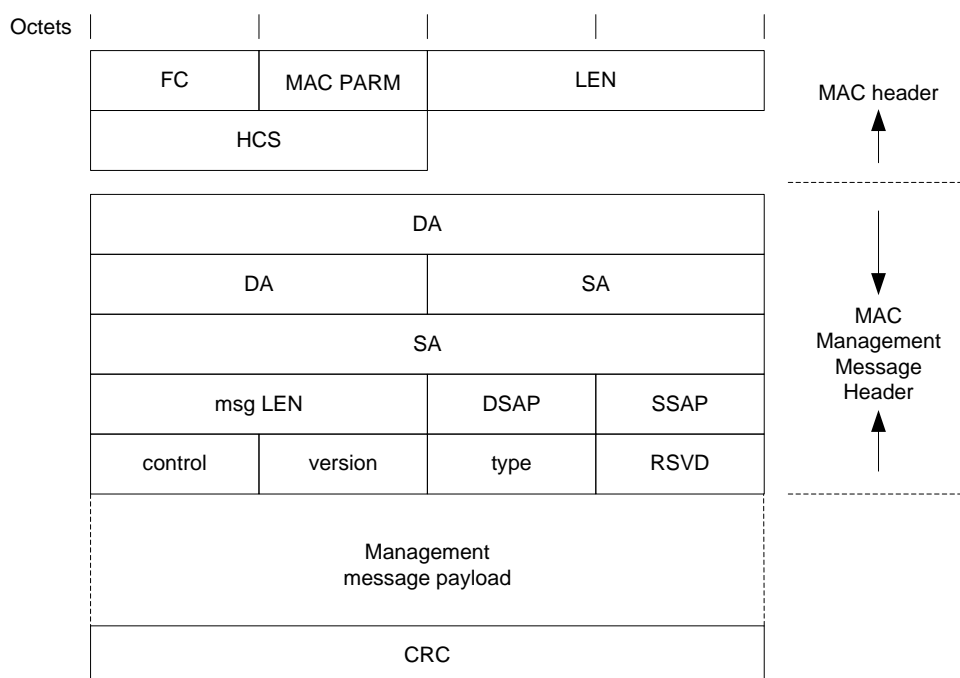 Octets
FC
MAC PARM
LEN
MAC header
HCS
DA
DA
SA
SA
MAC
Management
Message
Header
msg LEN
DSAP
SSAP
control
version
type
RSVD
Management
message payload
CRC